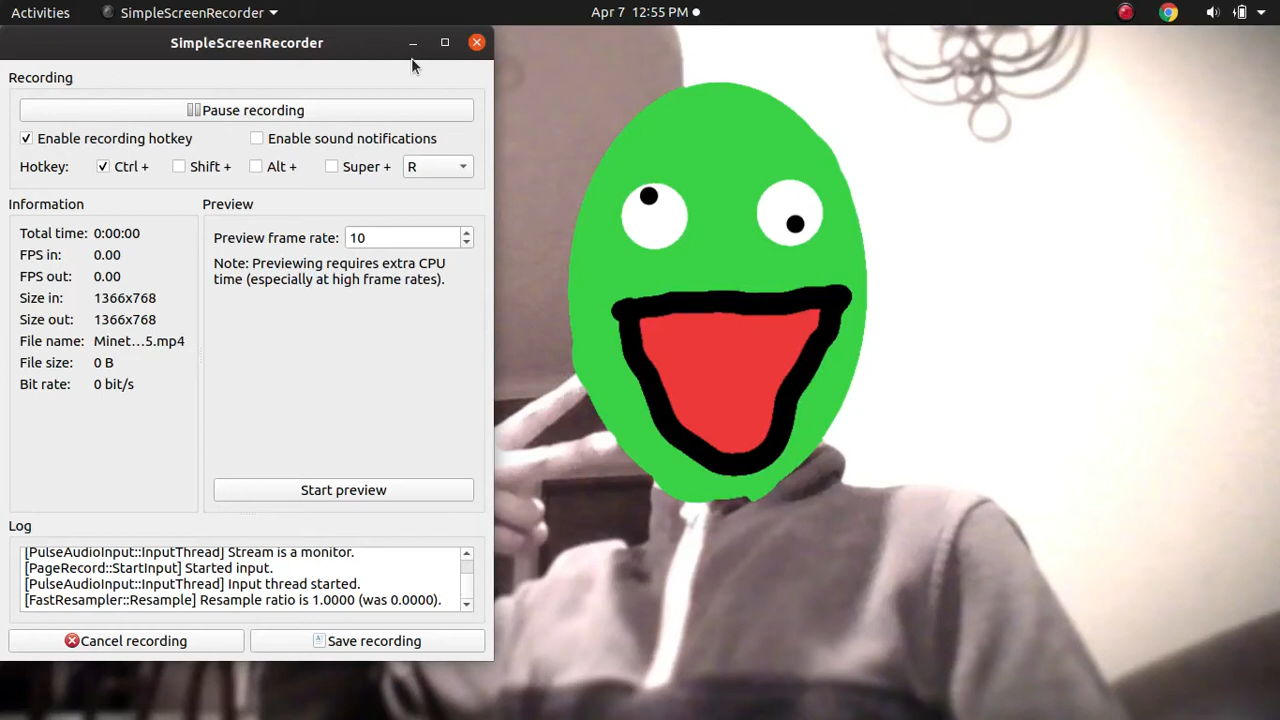 Activities SimpleScreenRecorder Apr 7 12:55 PM
SimpleScreenRecorder
Recording
Pause recording
Enable recording hotkey Enable sound notifications
Hotkey: Ctrl + Shift + Alt + Super + R
Information
Total time: 0:00:00
FPS in: 0.00
FPS out: 0.00
Size in: 1366x768
Size out: 1366x768
File name: Minet…5.mp4
File size: 0 B
Bit rate: 0 bit/s
Preview
Preview frame rate: 10
Note: Previewing requires extra CPU
time (especially at high frame rates).
Start preview
Log
[PulseAudioInput::InputThread] Stream is a monitor.
[PageRecord::StartInput] Started input.
[PulseAudioInput::InputThread] Input thread started.
[FastResampler::Resample] Resample ratio is 1.0000 (was 0.0000).
Cancel recording Save recording